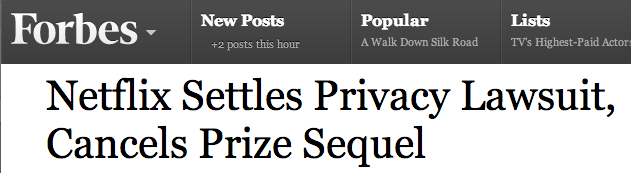 Forbes
New Posts
+2 posts this hour
Popular
A Walk Down Silk Road
Lists
TV's Highest-Paid Actors
Netflix Settles Privacy Lawsuit,
Cancels Prize Sequel